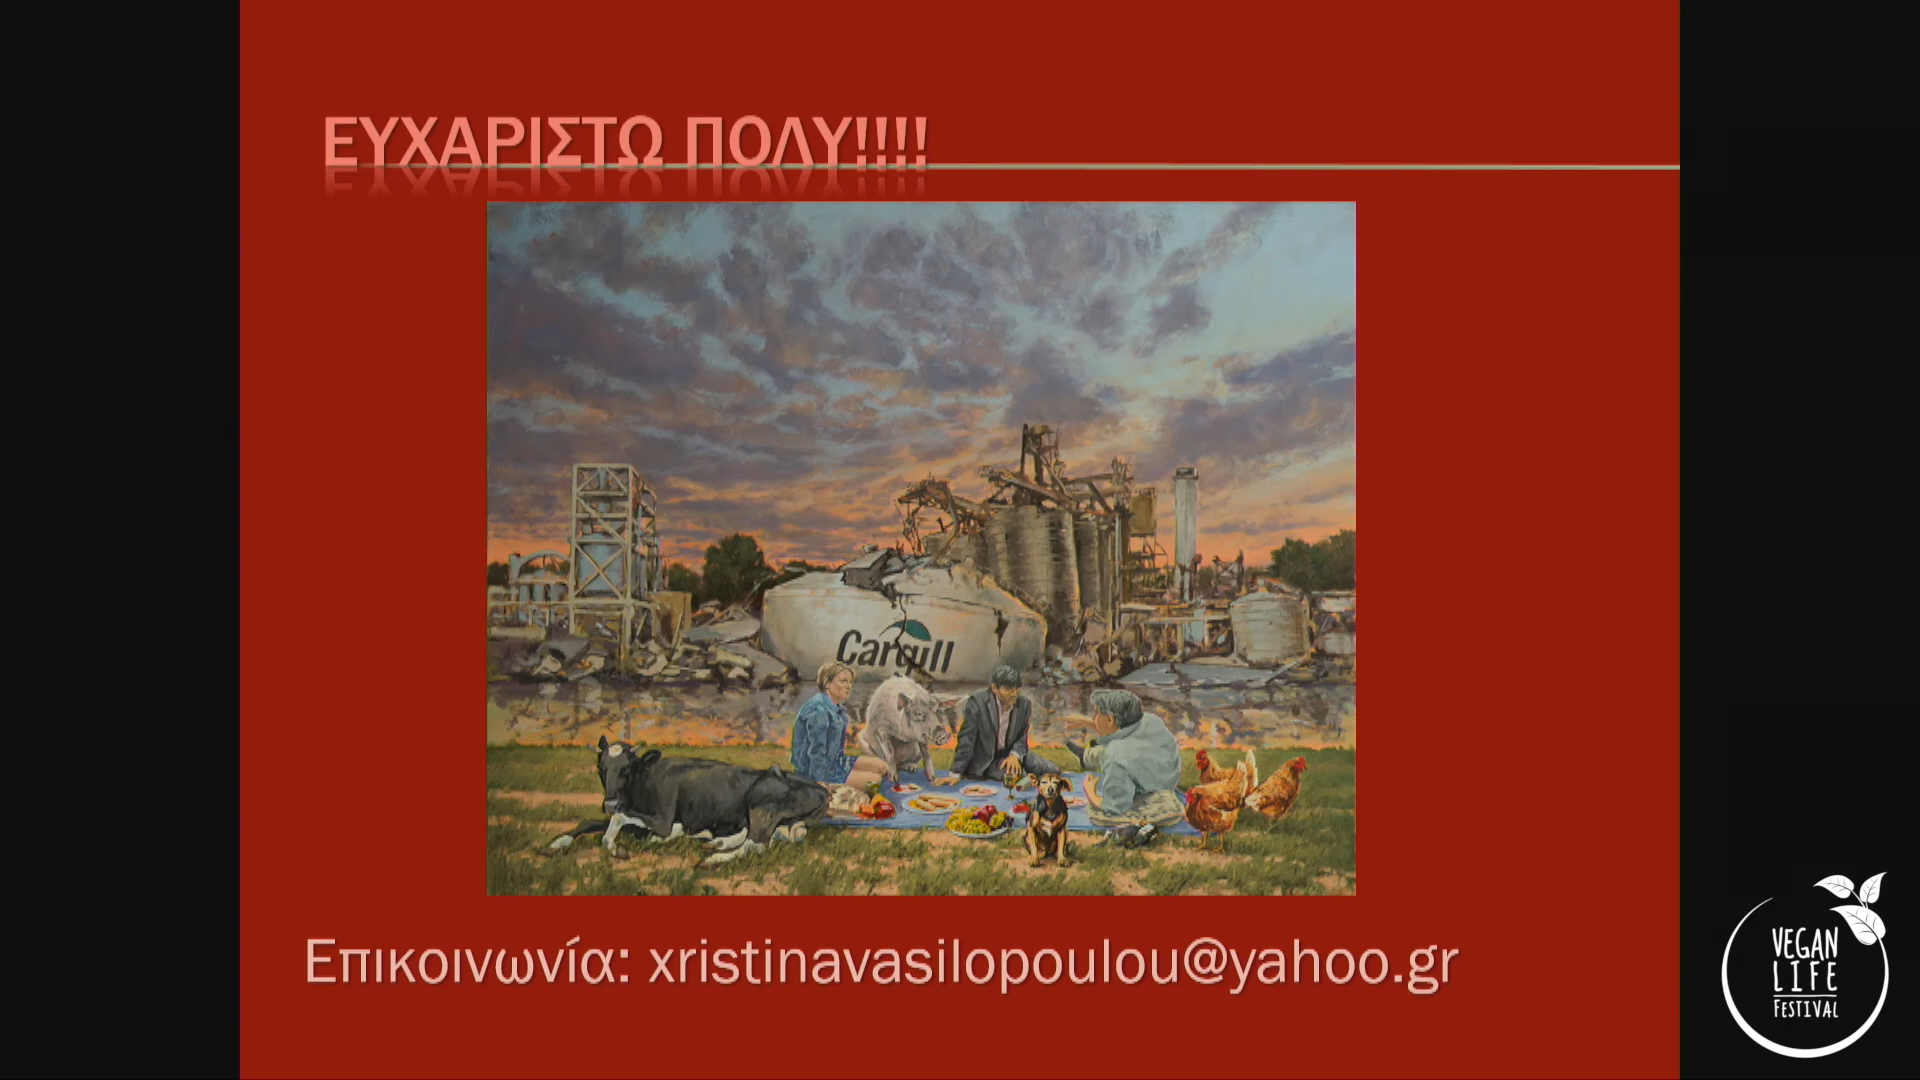 ΕΥΧΑΡΙΣΤΩ ΠΟΛΥ!!!!
Cargill
Επικοινωνία: xristinavasilopoulou@yahoo.gr
VEGAN
LIFE
FESTIVAL